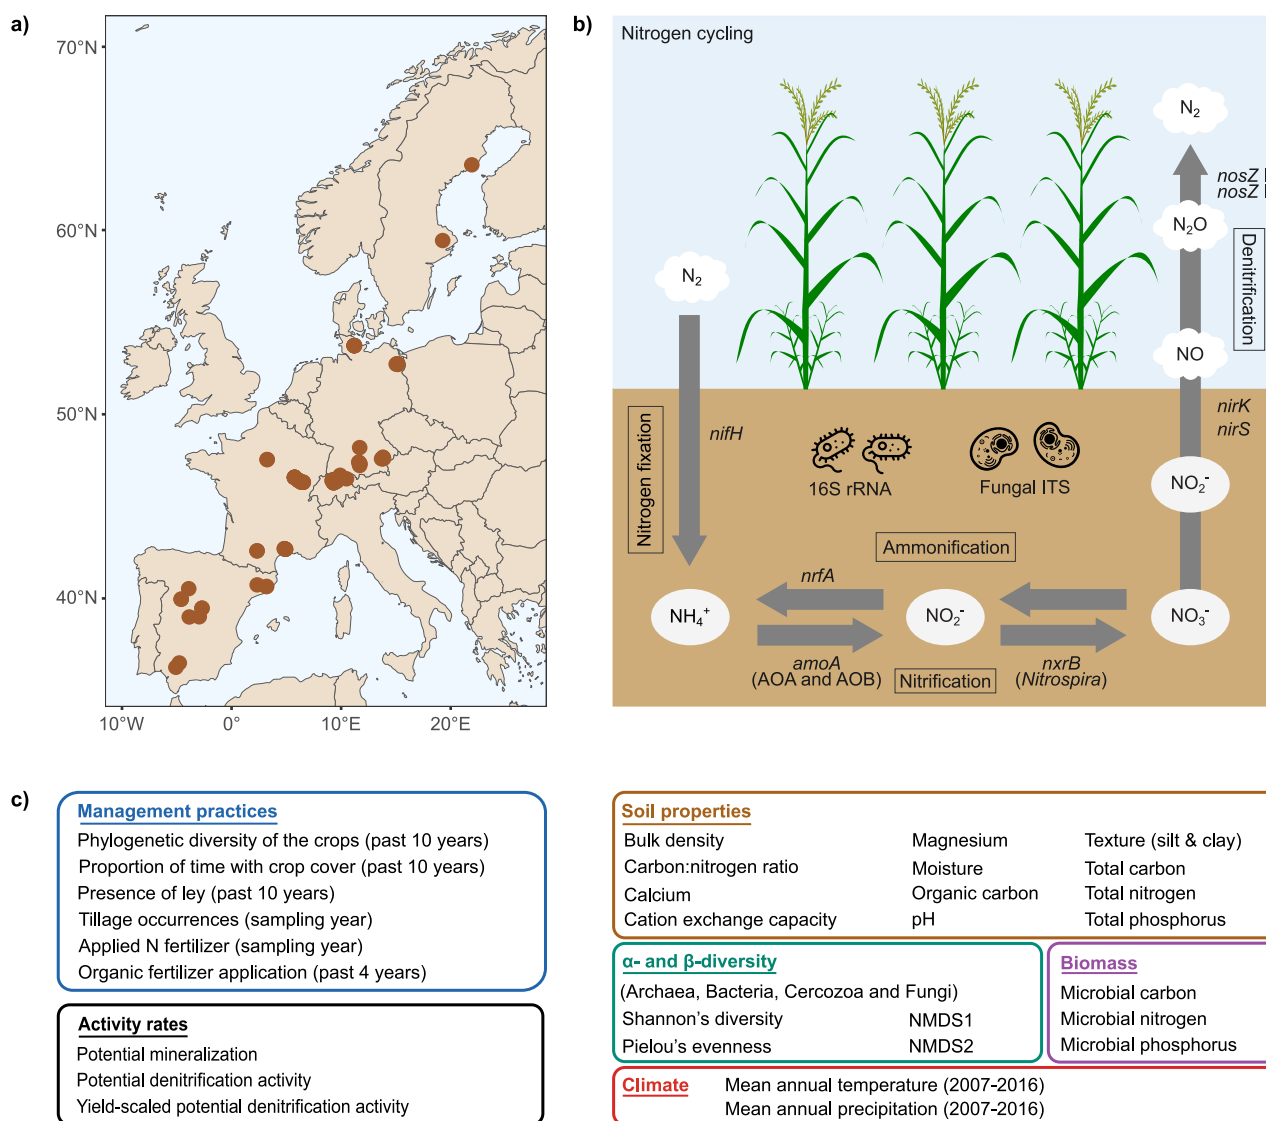 a)
70°N
60°N
50°N
40°N
10°W 0° 10°E 20°E
b)
Nitrogen cycling
N2
nosZ I
nosZ I
N2O
Denitrification
N2
NO
nirK
nirS
nifH
Nitrogen fixation
16S rRNA
Fungal ITS
NO2-
Ammonification
nrfA
NH4+
NO2-
NO3-
amoA
(AOA and AOB)
Nitrification
nxrB
(Nitrospira)
c)
Management practices
Phylogenetic diversity of the crops (past 10 years)
Proportion of time with crop cover (past 10 years)
Presence of ley (past 10 years)
Tillage occurrences (sampling year)
Applied N fertilizer (sampling year)
Organic fertilizer application (past 4 years)
Activity rates
Potential mineralization
Potential denitrification activity
Yield-scaled potential denitrification activity
Soil properties
Bulk density Magnesium Texture (silt & clay)
Carbon:nitrogen ratio Moisture Total carbon
Calcium Organic carbon Total nitrogen
Cation exchange capacity pH Total phosphorus
α- and β-diversity
(Archaea, Bacteria, Cercozoa and Fungi)
Shannon's diversity NMDS1
Pielou's evenness NMDS2
Biomass
Microbial carbon
Microbial nitrogen
Microbial phosphorus
Climate Mean annual temperature (2007-2016)
Mean annual precipitation (2007-2016)